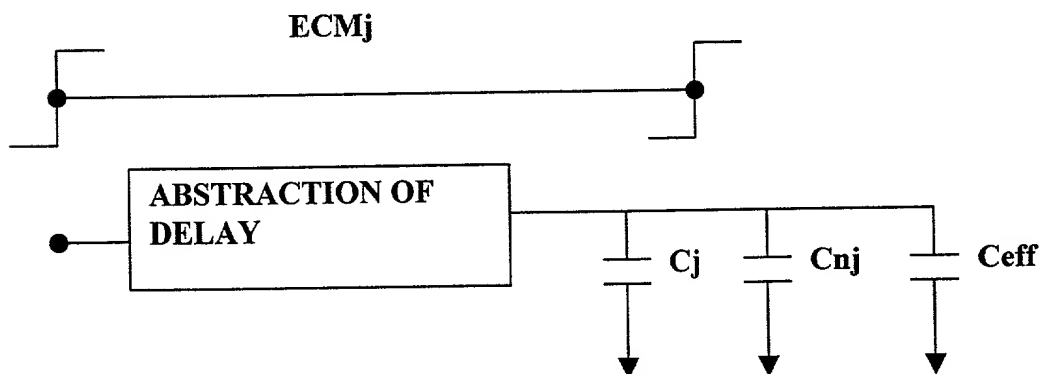 ECMj
ABSTRACTION OF
DELAY
Cj
Cnj
Ceff